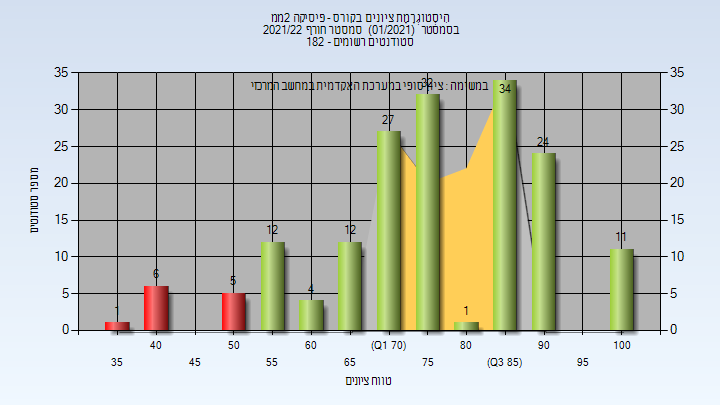 היסטוגרמת ציונים בקורס - פיסיקה 2ממ
בסמסטר (01/2021) סמסטר חורף 2021/22
סטודנטים רשומים - 182
במשימה : ציון סופי במערכת האקדמית במחשב המרכזי
מספר סטודנטים
35 35
30 30
25 25
20 20
15 15
10 10
5 5
0 0
1 6 5 12 4 12 27 32 1 34 24 11
40 50 60 (Q1 70) 80 90 100
35 45 55 65 75 (Q3 85) 95
טווח ציונים